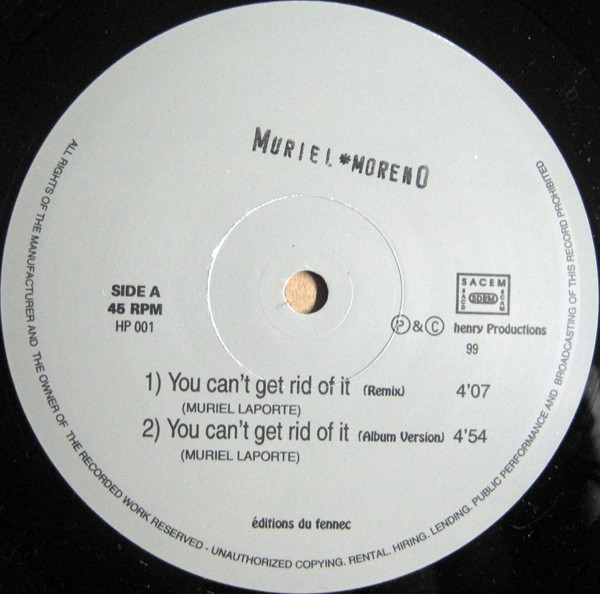 MURIEL*MORENO
SIDE A
45 RPM
HP 001
SACEM
SDRM
℗&© henry Productions
99
1) You can't get rid of it (Remix) 4'07
(MURIEL LAPORTE)
2) You can't get rid of it (Album Version) 4'54
(MURIEL LAPORTE)
éditions du fennec
ALL RIGHTS OF THE MANUFACTURER AND THE OWNER OF THE RECORDED WORK RESERVED - UNAUTHORIZED COPYING. RENTAL. HIRING. LENDING. PUBLIC PERFORMANCE AND BROADCASTING OF THIS RECORD PROHIBITED